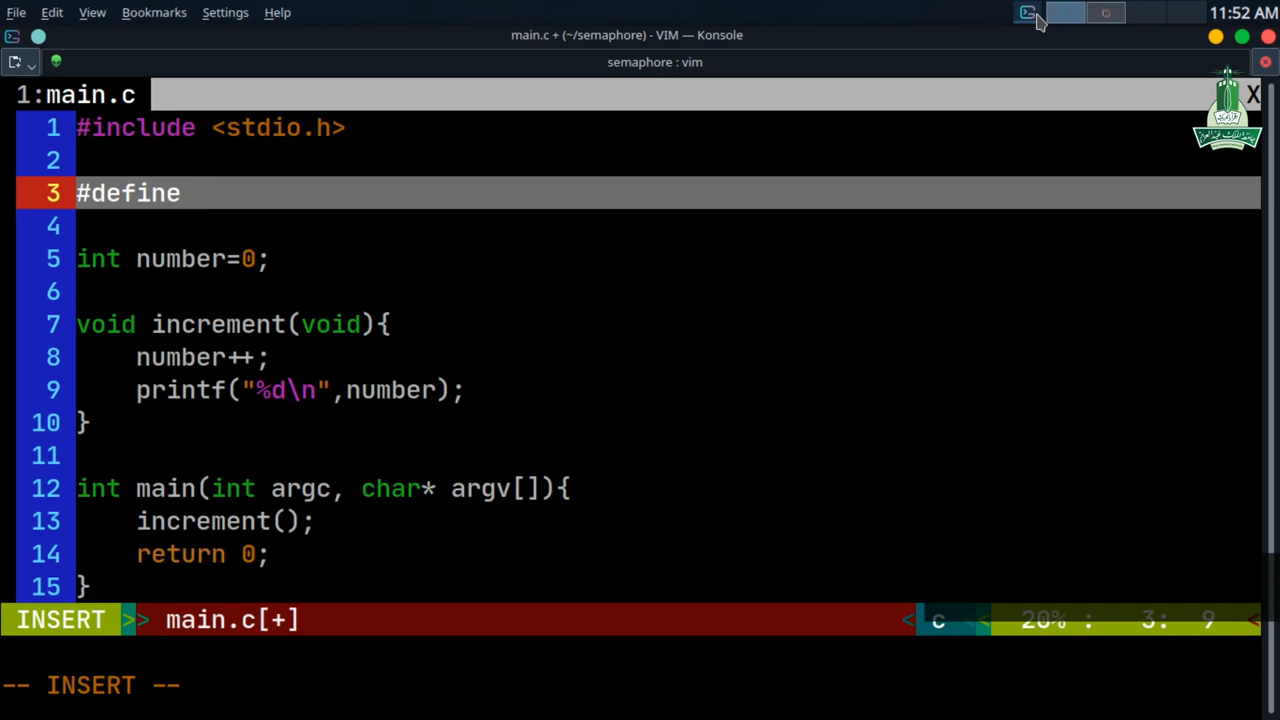 File Edit View Bookmarks Settings Help 11:52 AM
main.c + (~/semaphore) - VIM — Konsole
semaphore : vim
1:main.c X
1 #include <stdio.h>
2
3 #define
4
5 int number=0;
6
7 void increment(void){
8 number++;
9 printf("%d\n",number);
10 }
11
12 int main(int argc, char* argv[]){
13 increment();
14 return 0;
15 }
INSERT >> main.c[+] < c << 20% : 3: 9 <
-- INSERT --